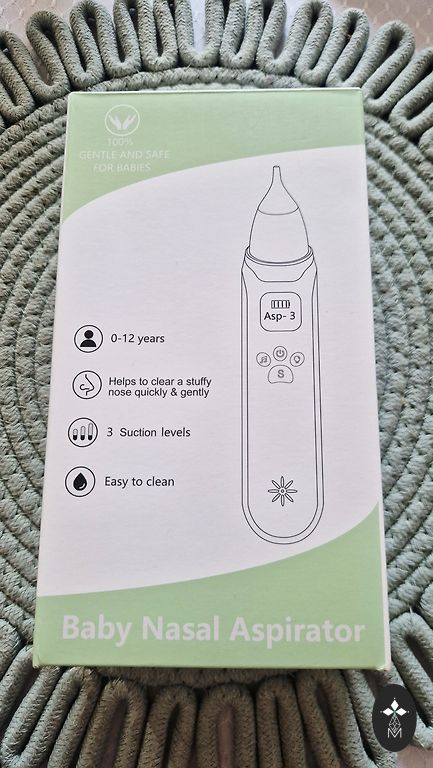 100%
GENTLE AND SAFE
FOR BABIES
Asp- 3
S
0-12 years
Helps to clear a stuffy
nose quickly & gently
3 Suction levels
Easy to clean
Baby Nasal Aspirator